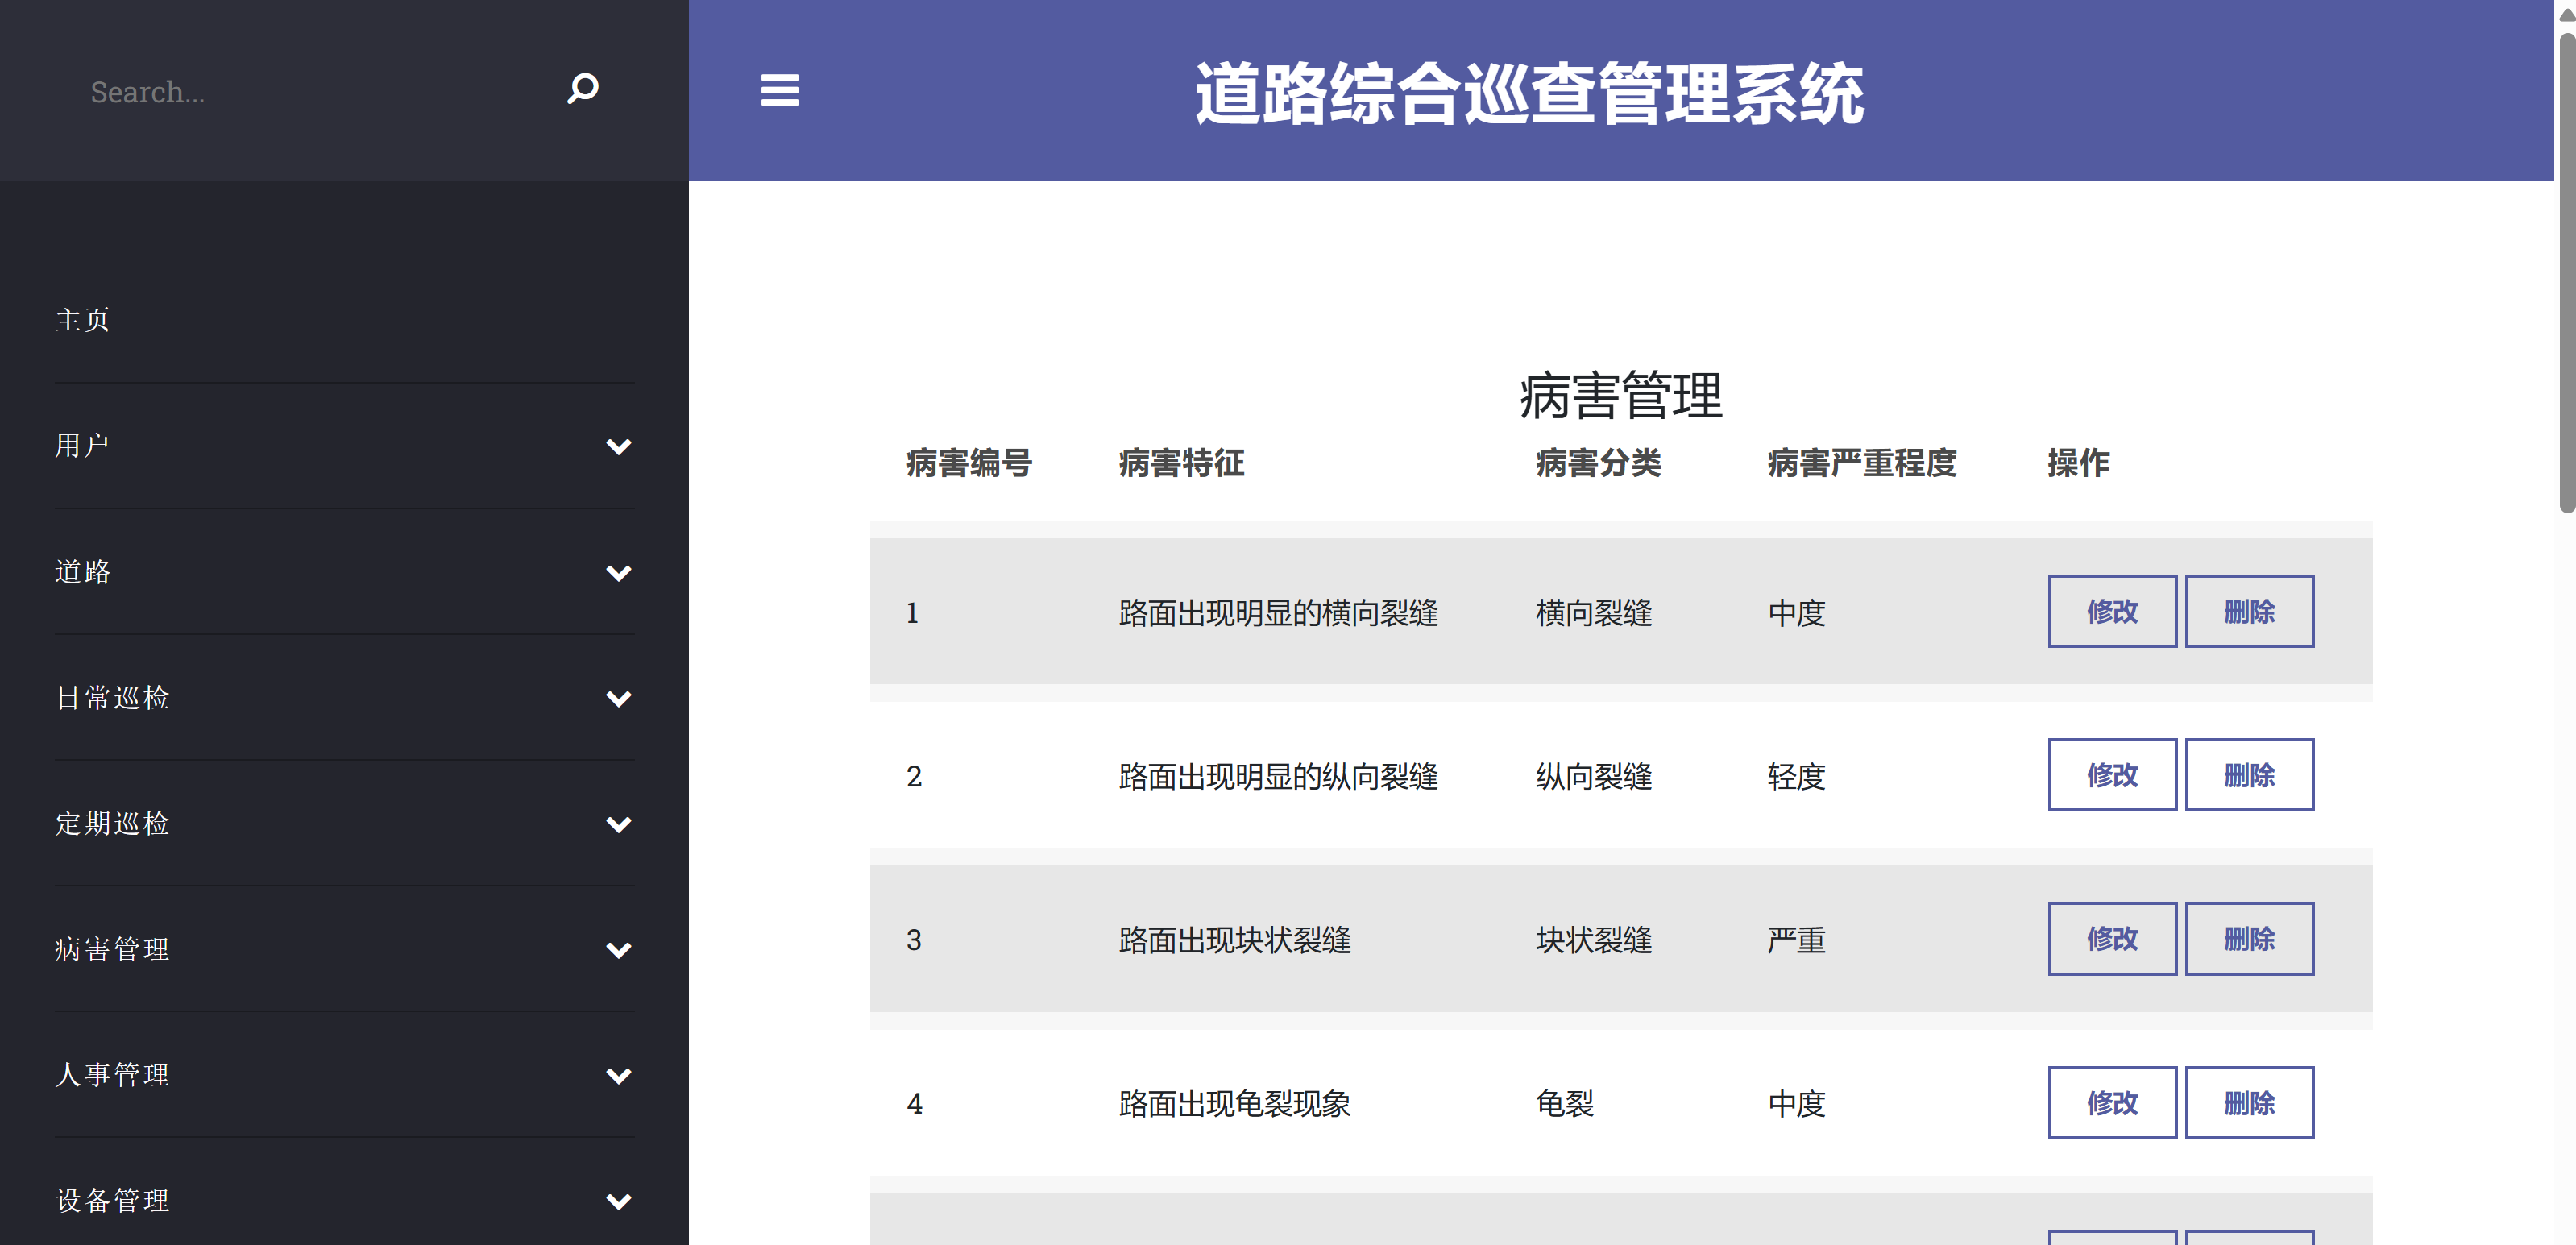 Search...
道路综合巡查管理系统
主页
用户
道路
日常巡检
定期巡检
病害管理
人事管理
设备管理
病害管理
病害编号 病害特征 病害分类 病害严重程度 操作
1 路面出现明显的横向裂缝 横向裂缝 中度 修改 删除
2 路面出现明显的纵向裂缝 纵向裂缝 轻度 修改 删除
3 路面出现块状裂缝 块状裂缝 严重 修改 删除
4 路面出现龟裂现象 龟裂 中度 修改 删除